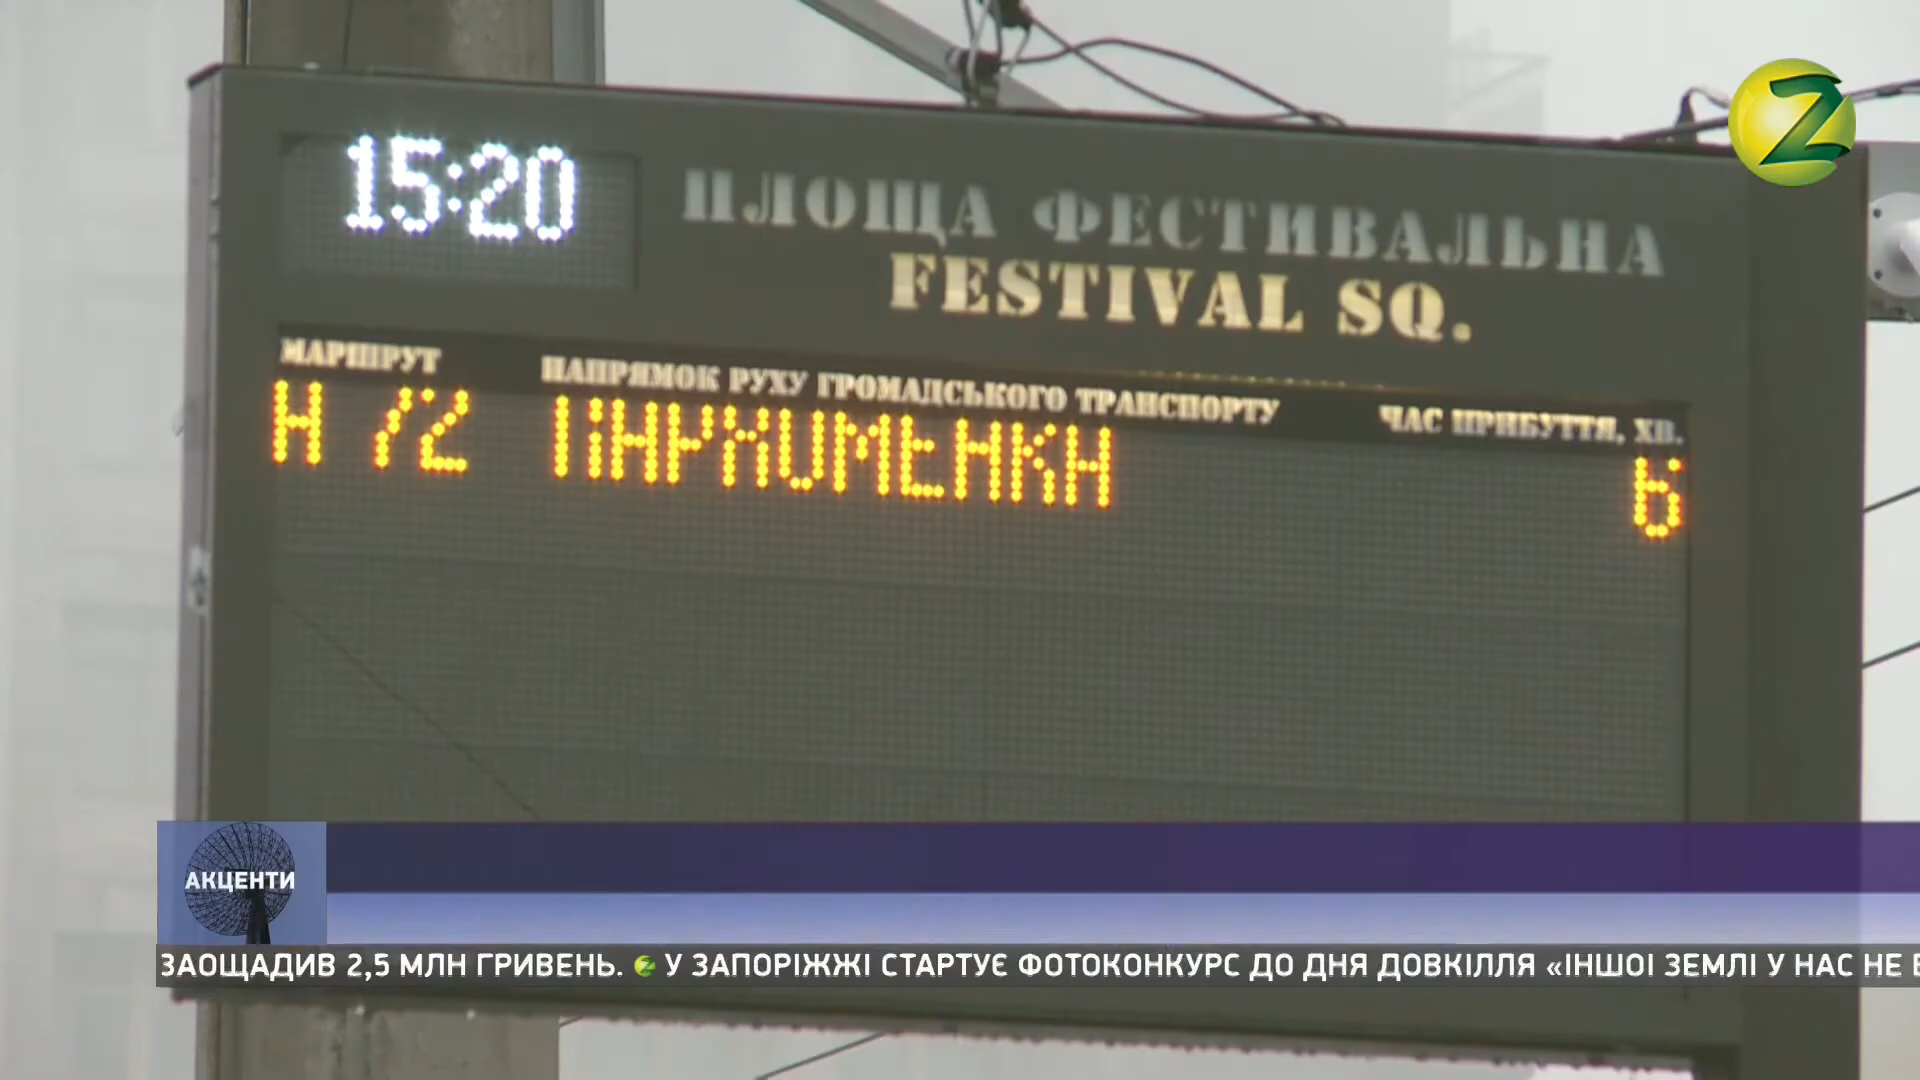 15:20
ПЛОЩА ФЕСТИВАЛЬНА
FESTIVAL SQ.
МАРШРУТ НАПРЯМОК РУХУ ГРОМАДСЬКОГО ТРАНСПОРТУ ЧАС ПРИБУТТЯ, ХВ.
72 ПАРХОМЕНКА 6
АКЦЕНТИ
ЗАОЩАДИВ 2,5 МЛН ГРИВЕНЬ. У ЗАПОРІЖЖІ СТАРТУЄ ФОТОКОНКУРС ДО ДНЯ ДОВКІЛЛЯ «ІНШОЇ ЗЕМЛІ У НАС НЕ